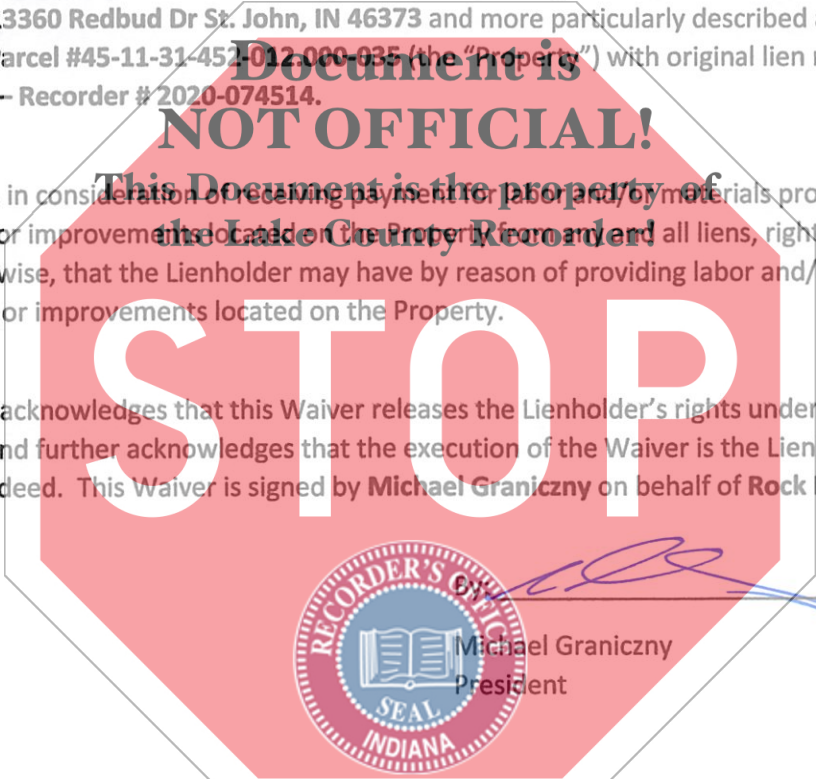 3360 Redbud Dr St. John, IN 46373 and more particularly described
arcel #45-11-31-452-012.000-035 (the "Property") with original lien
Document is
– Recorder # 2020-074514.
NOT OFFICIAL!
in consideration of receiving payment for labor and/or materials pro
This Document is the property of
or improvements located on the Property from any and all liens, right
the Lake County Recorder!
wise, that the Lienholder may have by reason of providing labor and/
or improvements located on the Property.
STOP
acknowledges that this Waiver releases the Lienholder's rights under
nd further acknowledges that the execution of the Waiver is the Lien
deed. This Waiver is signed by Michael Graniczny on behalf of Rock
By:
RECORDER'S OFFICE
SEAL
INDIANA
Michael Graniczny
President